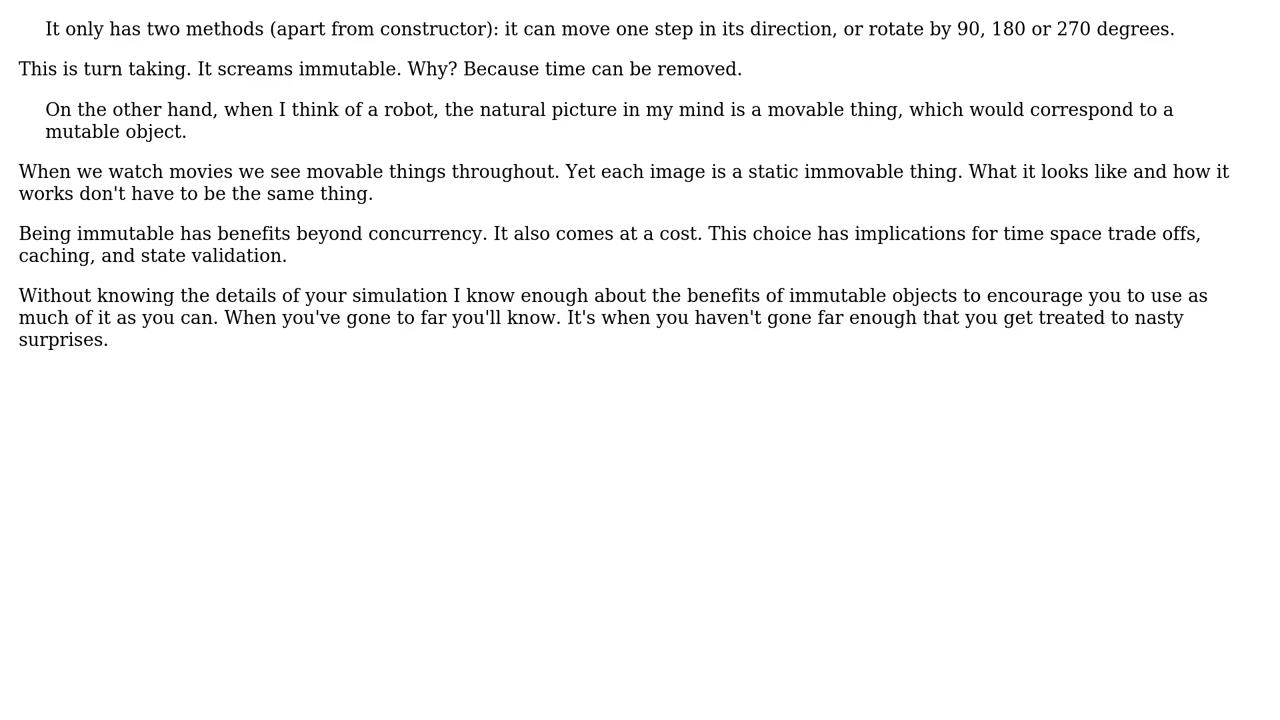 It only has two methods (apart from constructor): it can move one step in its direction, or rotate by 90, 180 or 270 degrees.
This is turn taking. It screams immutable. Why? Because time can be removed.
On the other hand, when I think of a robot, the natural picture in my mind is a movable thing, which would correspond to a
mutable object.
When we watch movies we see movable things throughout. Yet each image is a static immovable thing. What it looks like and how it
works don't have to be the same thing.
Being immutable has benefits beyond concurrency. It also comes at a cost. This choice has implications for time space trade offs,
caching, and state validation.
Without knowing the details of your simulation I know enough about the benefits of immutable objects to encourage you to use as
much of it as you can. When you've gone to far you'll know. It's when you haven't gone far enough that you get treated to nasty
surprises.